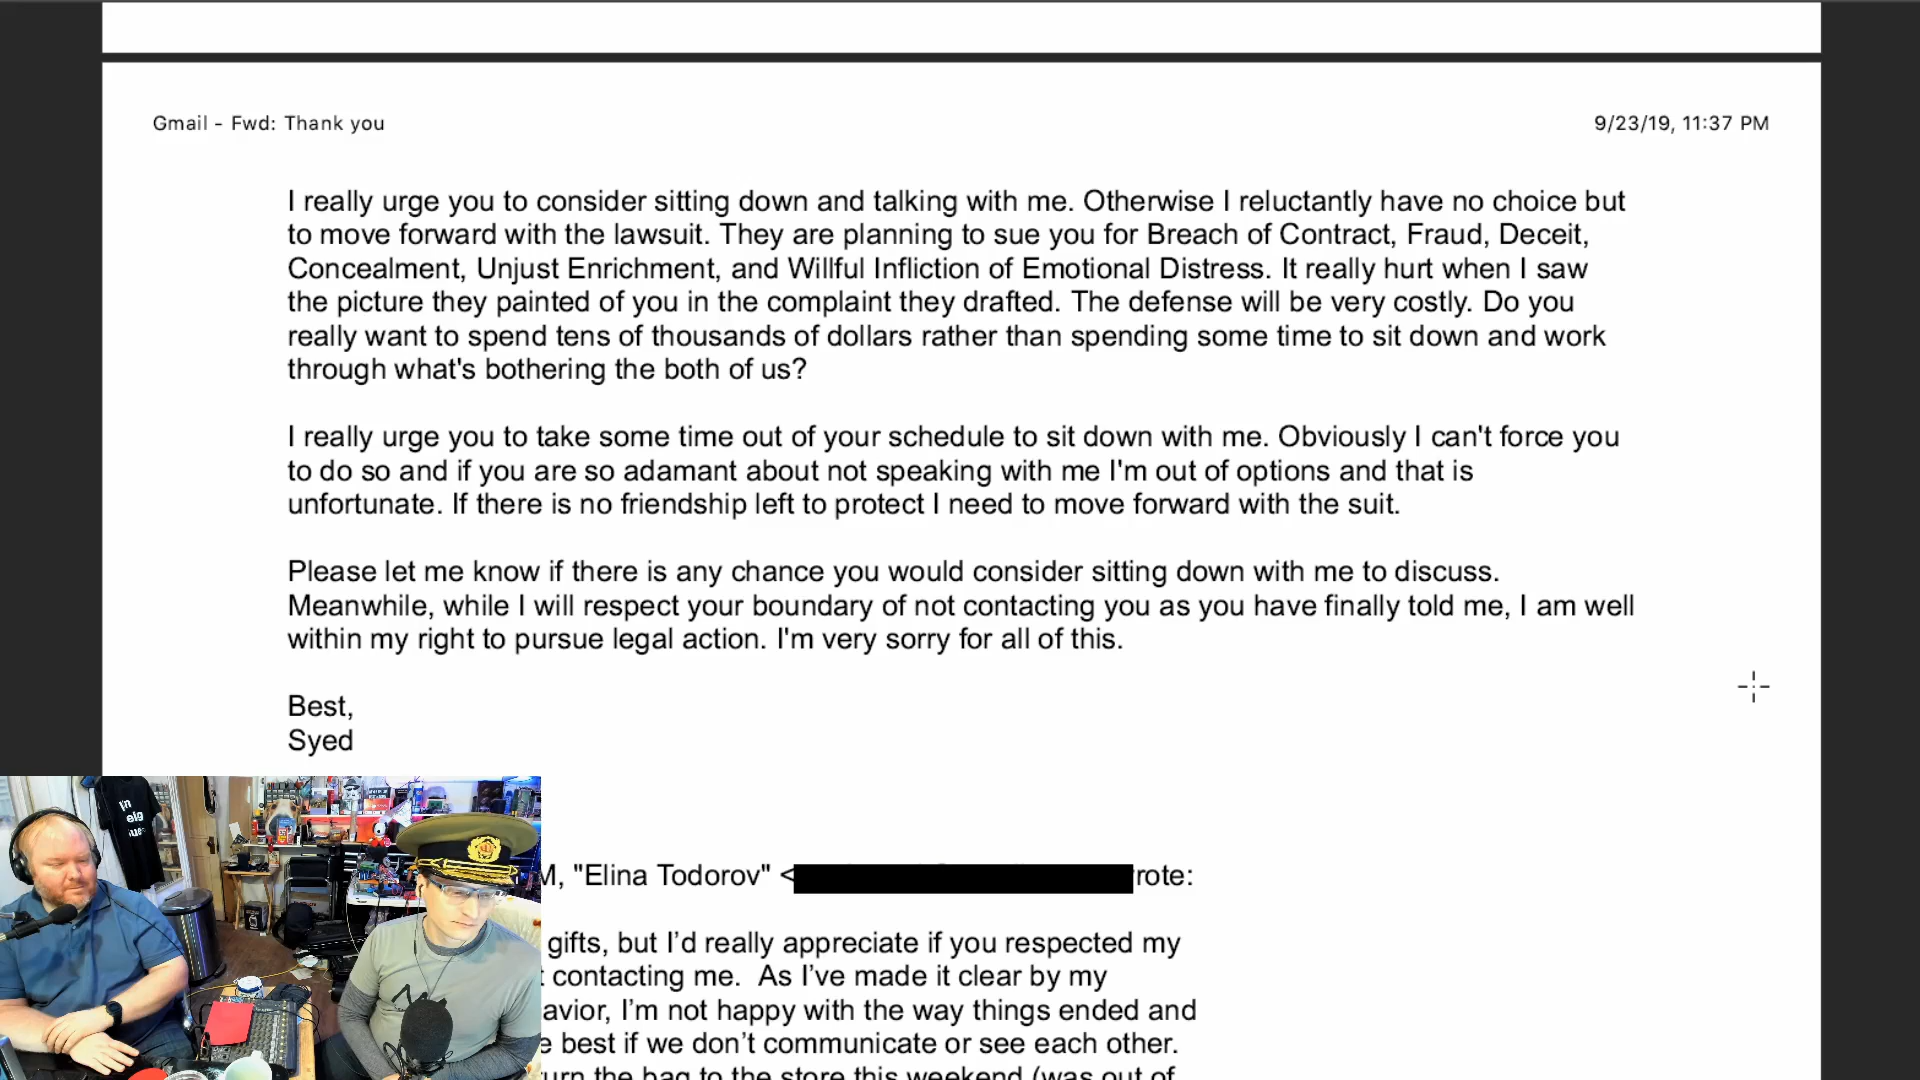 Gmail - Fwd: Thank you
9/23/19, 11:37 PM
I really urge you to consider sitting down and talking with me. Otherwise I reluctantly have no choice but
to move forward with the lawsuit. They are planning to sue you for Breach of Contract, Fraud, Deceit,
Concealment, Unjust Enrichment, and Willful Infliction of Emotional Distress. It really hurt when I saw
the picture they painted of you in the complaint they drafted. The defense will be very costly. Do you
really want to spend tens of thousands of dollars rather than spending some time to sit down and work
through what's bothering the both of us?
I really urge you to take some time out of your schedule to sit down with me. Obviously I can't force you
to do so and if you are so adamant about not speaking with me I'm out of options and that is
unfortunate. If there is no friendship left to protect I need to move forward with the suit.
Please let me know if there is any chance you would consider sitting down with me to discuss.
Meanwhile, while I will respect your boundary of not contacting you as you have finally told me, I am well
within my right to pursue legal action. I'm very sorry for all of this.
Best,
Syed
M, "Elina Todorov" < rote:
gifts, but I’d really appreciate if you respected my
contacting me. As I’ve made it clear by my
avior, I’m not happy with the way things ended and
e best if we don’t communicate or see each other.
urn the bag to the store this weekend (was out of
I'm